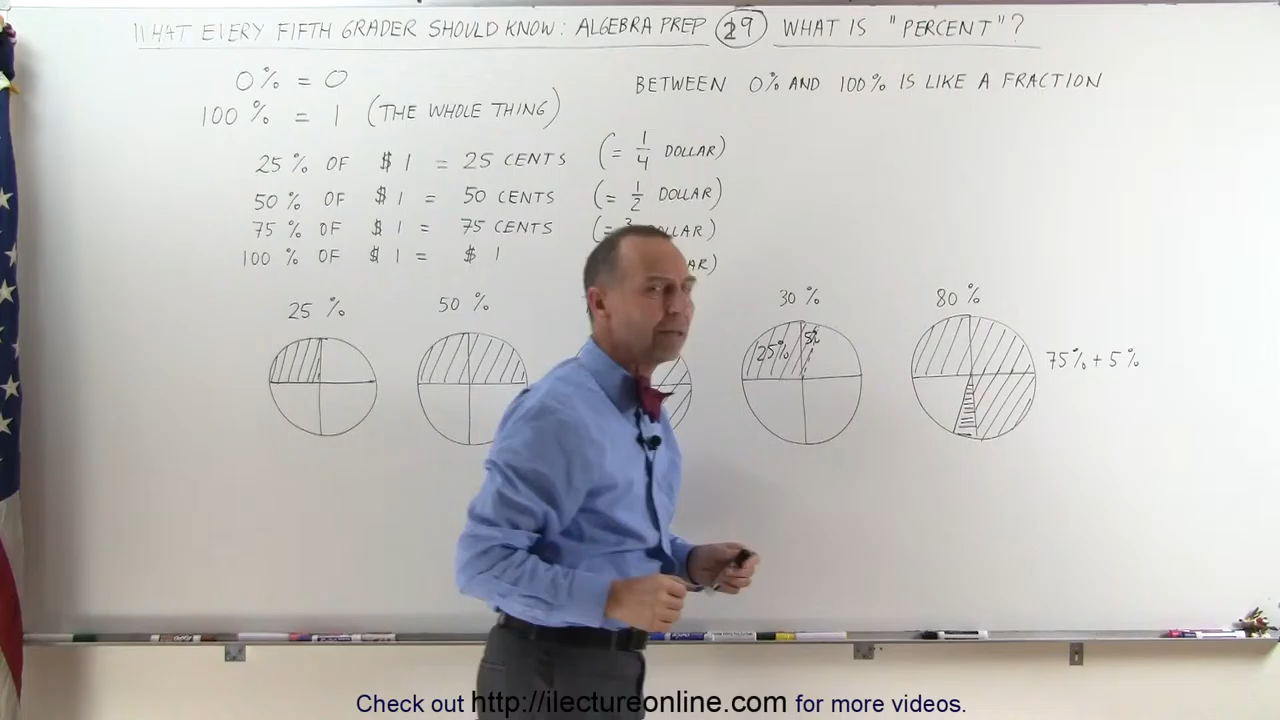 WHAT EVERY FIFTH GRADER SHOULD KNOW: ALGEBRA PREP 29 WHAT IS "PERCENT"?
0% = 0
100% = 1 (THE WHOLE THING)
BETWEEN 0% AND 100% IS LIKE A FRACTION
25% OF $1 = 25 CENTS (= 1/4 DOLLAR)
50% OF $1 = 50 CENTS (= 1/2 DOLLAR)
75% OF $1 = 75 CENTS (=
100% OF $1 = $1
25%
50%
30%
80%
25% 5%
75% + 5%
Check out http://ilectureonline.com for more videos.